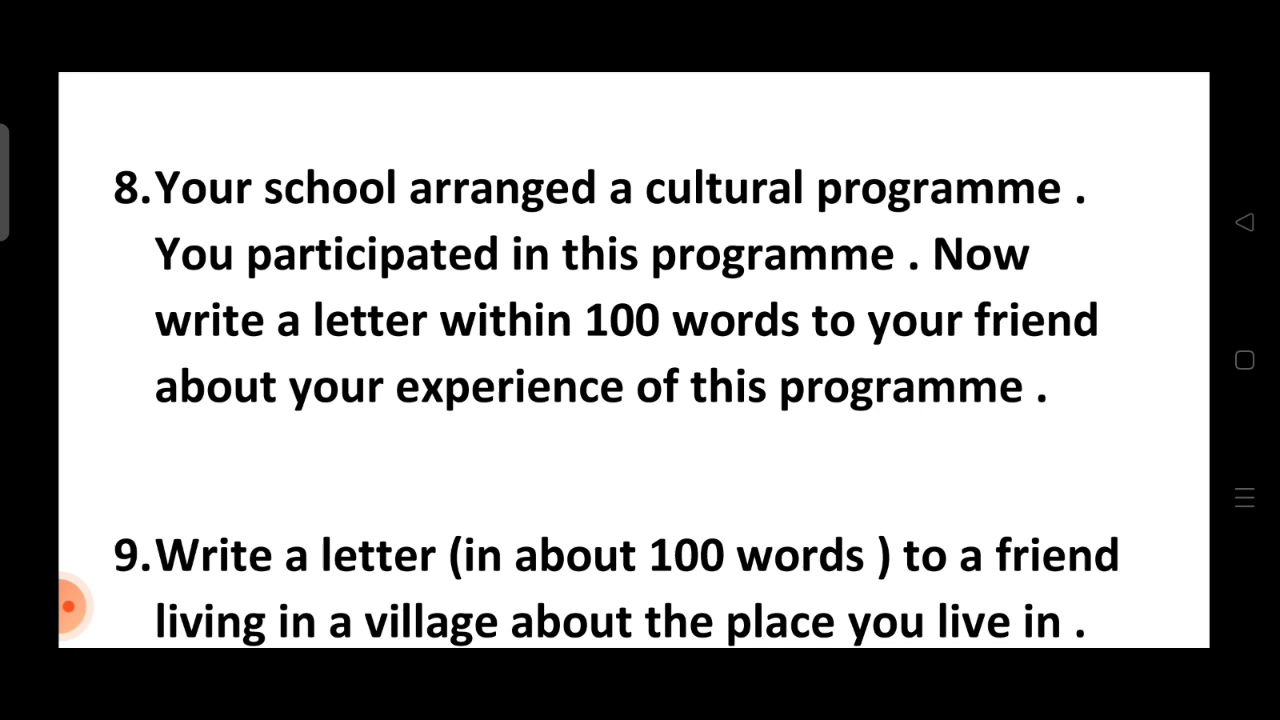 8.Your school arranged a cultural programme .
You participated in this programme . Now
write a letter within 100 words to your friend
about your experience of this programme .
9.Write a letter (in about 100 words ) to a friend
living in a village about the place you live in .